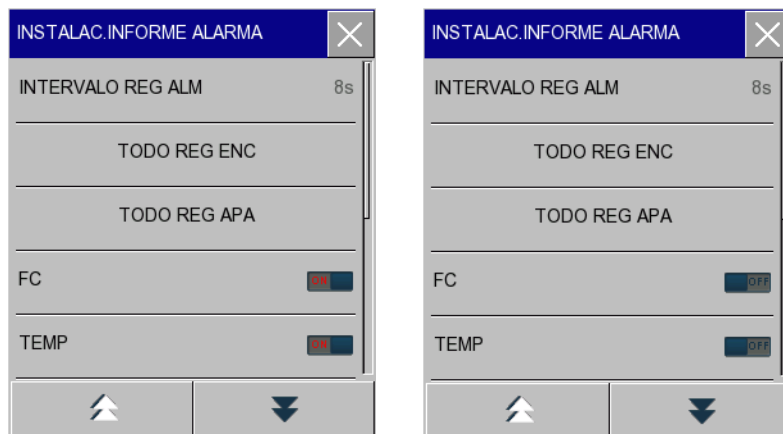 INSTALAC.INFORME ALARMA
INTERVALO REG ALM 8s
TODO REG ENC
TODO REG APA
FC ON
TEMP ON
INSTALAC.INFORME ALARMA
INTERVALO REG ALM 8s
TODO REG ENC
TODO REG APA
FC OFF
TEMP OFF